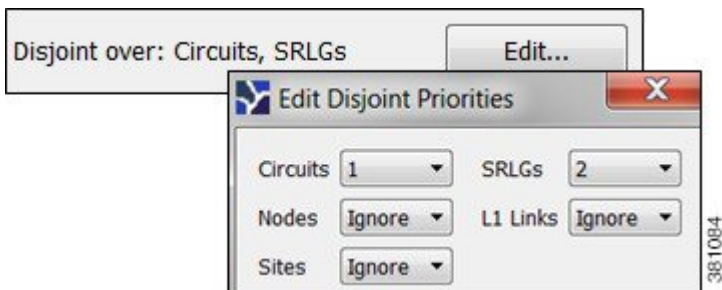 Disjoint over: Circuits, SRLGs Edit...
Edit Disjoint Priorities
Circuits 1 SRLGs 2
Nodes Ignore L1 Links Ignore
Sites Ignore
381084